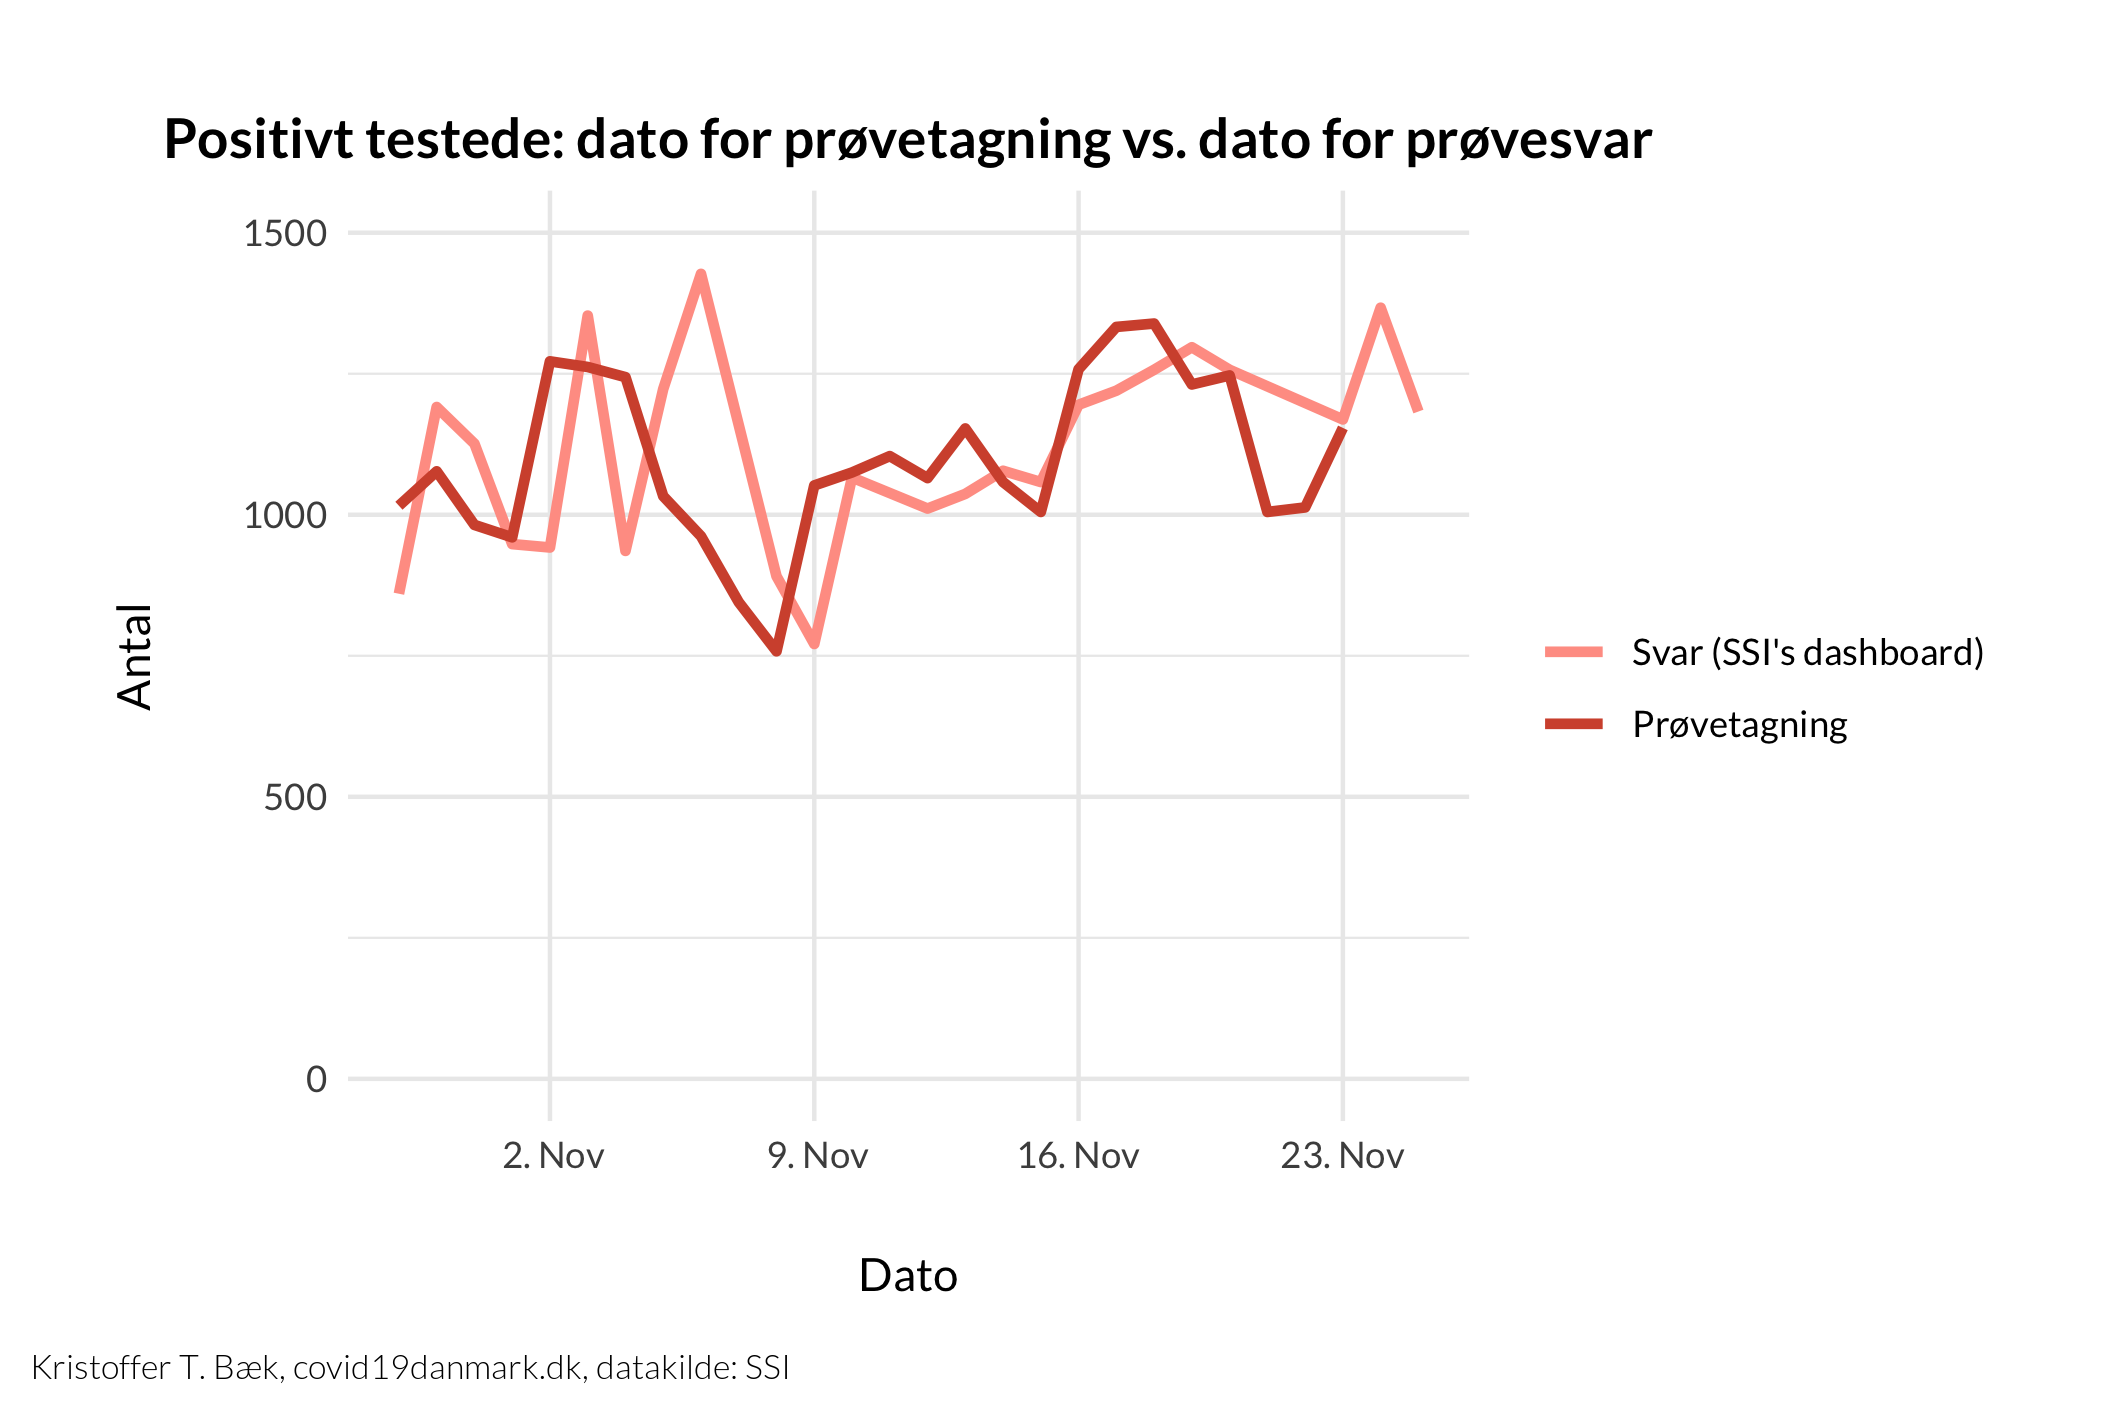 Positivt testede: dato for prøvetagning vs. dato for prøvesvar
1500
1000
500
0
Antal
2. Nov
9. Nov
16. Nov
23. Nov
Dato
Svar (SSI's dashboard)
Prøvetagning
Kristoffer T. Bæk, covid19danmark.dk, datakilde: SSI